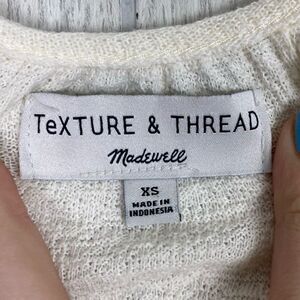 TeXTURE & THREAD
Madewell
XS
MADE IN
INDONESIA